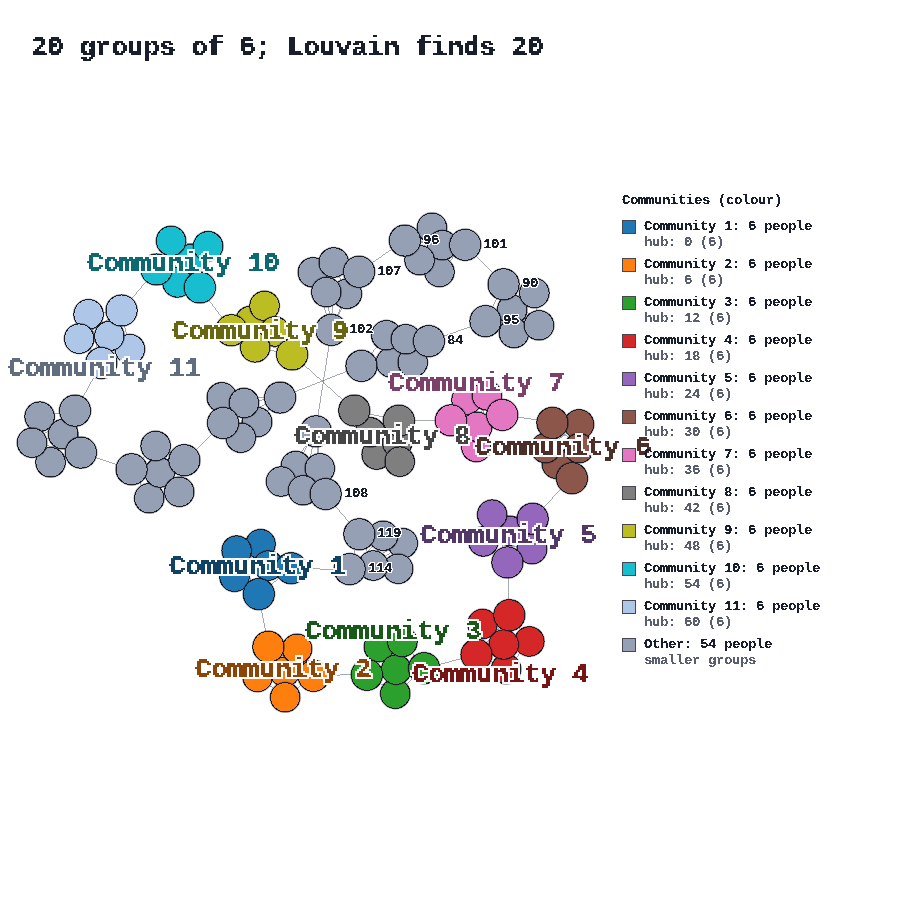 20 groups of 6; Louvain finds 20
Communities (colour)
Community 1: 6 people
hub: 0 (6)
Community 2: 6 people
hub: 6 (6)
Community 3: 6 people
hub: 12 (6)
Community 4: 6 people
hub: 18 (6)
Community 5: 6 people
hub: 24 (6)
Community 6: 6 people
hub: 30 (6)
Community 7: 6 people
hub: 36 (6)
Community 8: 6 people
hub: 42 (6)
Community 9: 6 people
hub: 48 (6)
Community 10: 6 people
hub: 54 (6)
Community 11: 6 people
hub: 60 (6)
Other: 54 people
smaller groups
96
101
Community 10
107
90
95
102
Community 9
84
Community 11
Community 7
Community 8
Community 6
108
119
Community 5
Community 1
114
Community 3
Community 2
Community 4